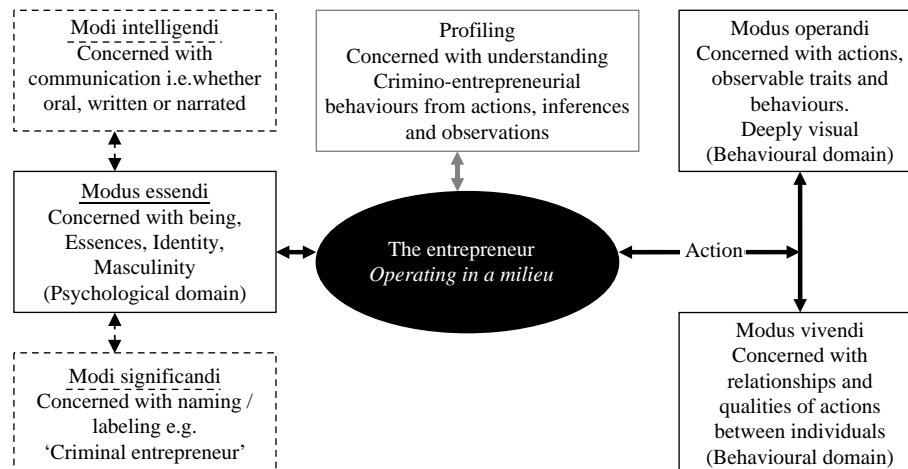 Modi intelligendi
Concerned with
communication i.e.whether
oral, written or narrated
Profiling
Concerned with understanding
Crimino-entrepreneurial
behaviours from actions, inferences
and observations
Modus operandi
Concerned with actions,
observable traits and
behaviours.
Deeply visual
(Behavioural domain)
Modus essendi
Concerned with being,
Essences, Identity,
Masculinity
(Psychological domain)
The entrepreneur
Operating in a milieu
Action
Modi significandi
Concerned with naming /
labeling e.g.
‘Criminal entrepreneur’
Modus vivendi
Concerned with
relationships and
qualities of actions
between individuals
(Behavioural domain)